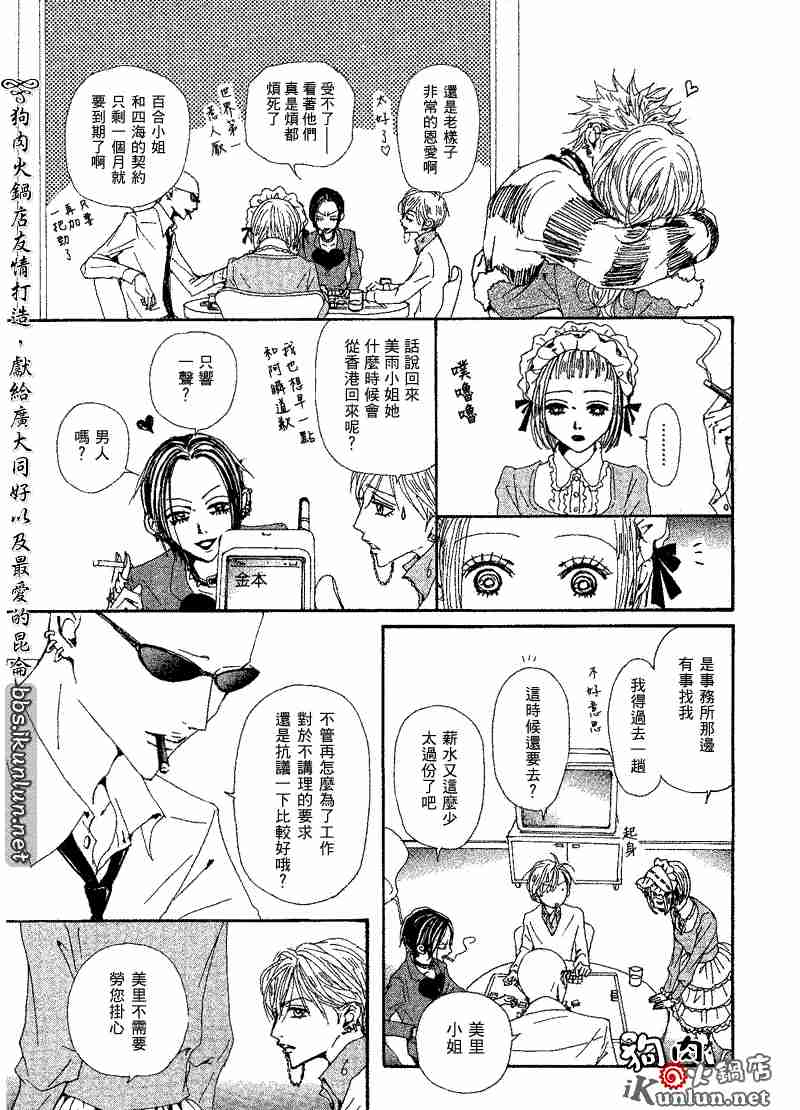 還是老樣子
非常的恩愛啊
太好了♡
受不了——
看著他們
真是煩都
煩死了
世界第一
惹人厭
百合小姐
和四海的契約
只剩一個月就
要到期了啊
只要
再加
一把勁了
噗嚕嚕
………
話說回來
美雨小姐她
什麼時候會
從香港回來呢?
我也想早一點
和阿瞬道歉
只響
一聲?
男人
嗎?
金本
是事務所那邊
有事找我
我得過去一趟
不好意思
這時候還要去?
薪水又這麼少
太過份了吧
起身
美里
小姐
不管再怎麼為了工作
對於不講理的要求
還是抗議一下比較好哦?
美里不需要
勞您掛心
狗肉火鍋店友情打造,獻給廣大同好以及最愛的昆侖
bbs.ikunlun.net
狗肉
火鍋店
iKunlun.net